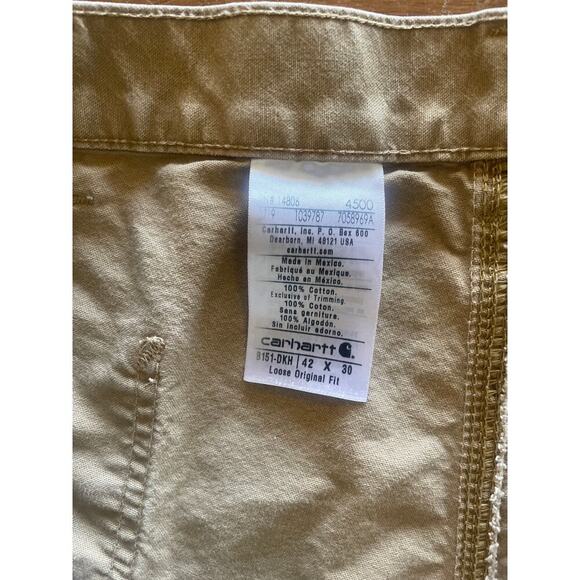 RN# 14806 4500
1039787 7058969A
Carhartt, Inc. P. O. Box 600
Dearborn, MI 48121 USA
carhartt.com
Made in Mexico.
Fabriqué au Mexique.
Hecho en México.
100% Cotton.
Exclusive of Trimming.
100% Coton.
Sans garniture.
100% Algodón.
Sin incluir adorno.
carhartt
B151-DKH 42 X 30
Loose Original Fit